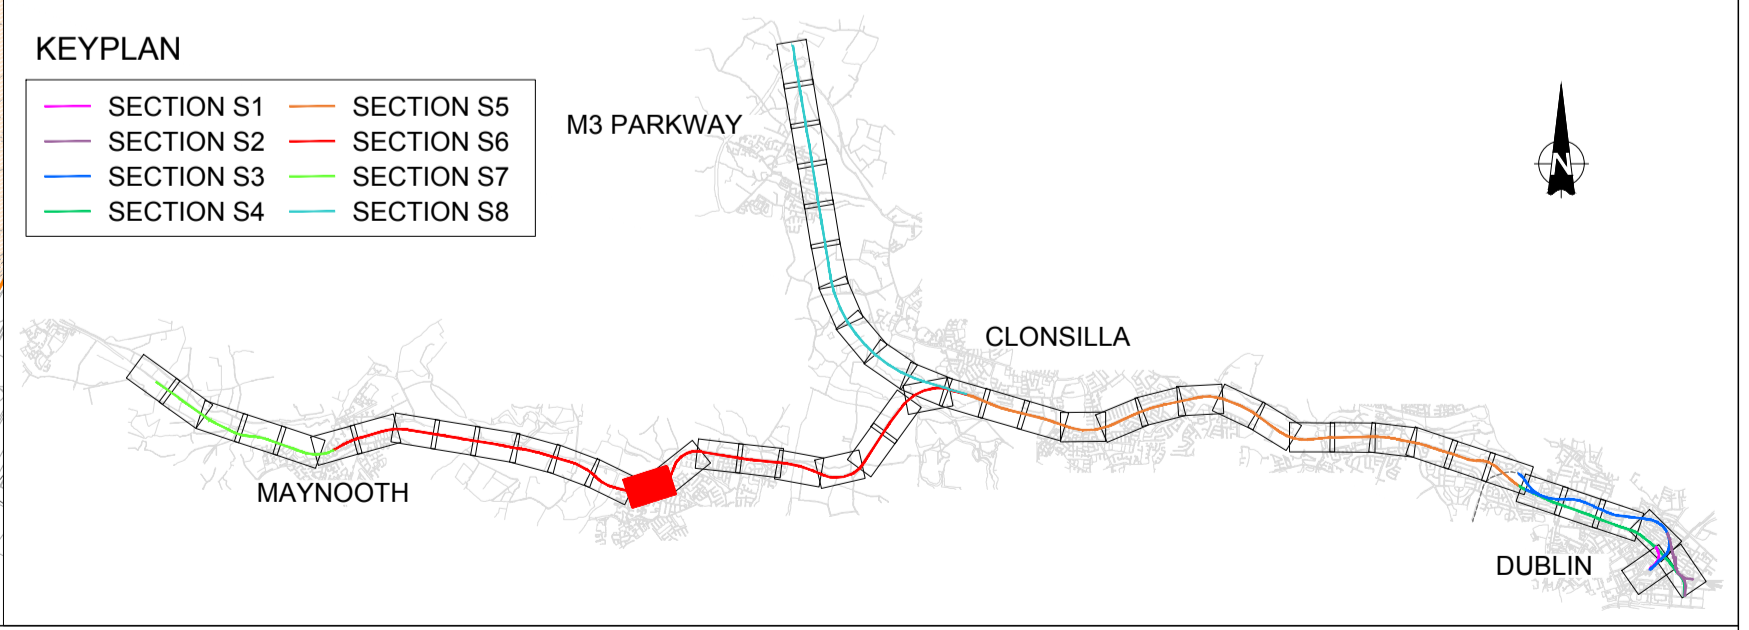 KEYPLAN
SECTION S1
SECTION S2
SECTION S3
SECTION S4
SECTION S5
SECTION S6
SECTION S7
SECTION S8
M3 PARKWAY
N
CLONSILLA
MAYNOOTH
DUBLIN